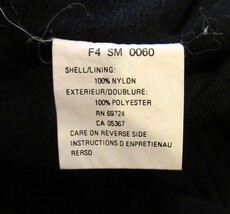 F4 SM 0060
SHELL/LINING:
100% NYLON
EXTERIEUR/DOUBLURE:
100% POLYESTER
RN 69724
CA 05367
CARE ON REVERSE SIDE
INSTRUCTIONS D ENPRETIENAU
RERSO